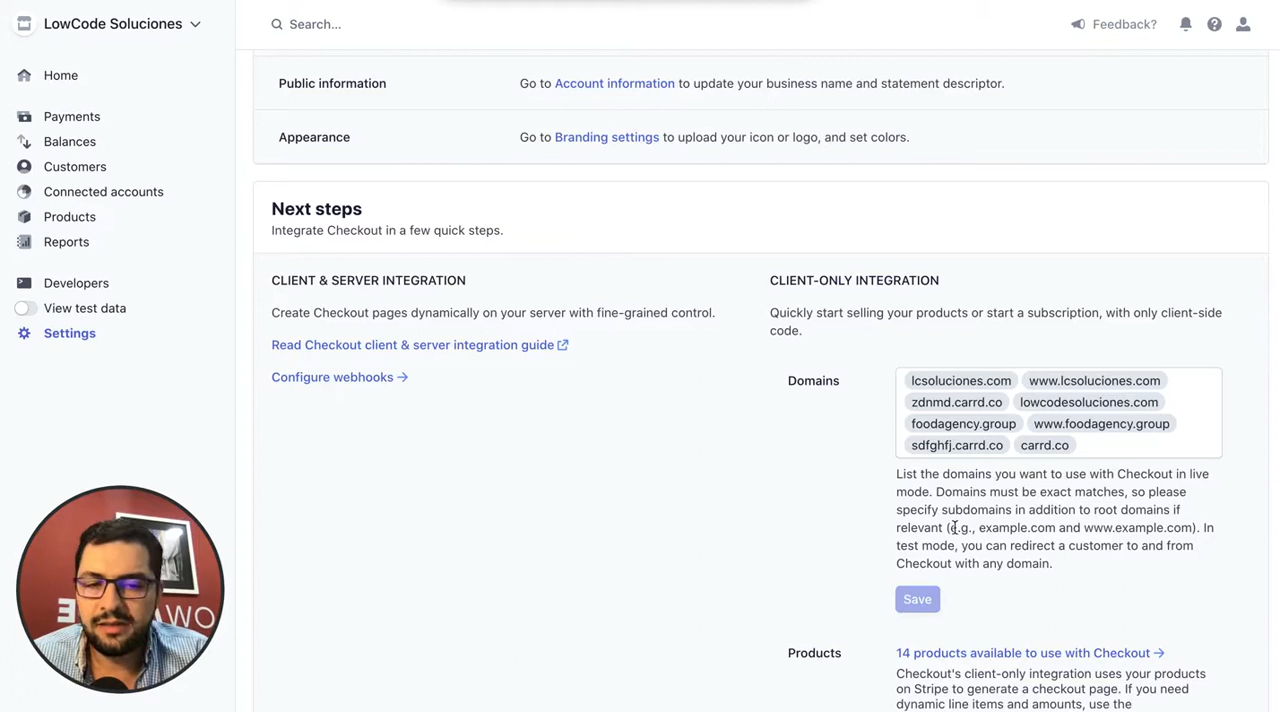 LowCode Soluciones
Search...
Feedback?
Home
Payments
Balances
Customers
Connected accounts
Products
Reports
Developers
View test data
Settings
Public information
Go to Account information to update your business name and statement descriptor.
Appearance
Go to Branding settings to upload your icon or logo, and set colors.
Next steps
Integrate Checkout in a few quick steps.
CLIENT & SERVER INTEGRATION
Create Checkout pages dynamically on your server with fine-grained control.
Read Checkout client & server integration guide
Configure webhooks →
CLIENT-ONLY INTEGRATION
Quickly start selling your products or start a subscription, with only client-side
code.
Domains
lcsoluciones.com www.lcsoluciones.com
zdnmd.carrd.co lowcodesoluciones.com
foodagency.group www.foodagency.group
sdfghfj.carrd.co carrd.co
List the domains you want to use with Checkout in live
mode. Domains must be exact matches, so please
specify subdomains in addition to root domains if
relevant (e.g., example.com and www.example.com). In
test mode, you can redirect a customer to and from
Checkout with any domain.
Save
Products
14 products available to use with Checkout →
Checkout's client-only integration uses your products
on Stripe to generate a checkout page. If you need
dynamic line items and amounts, use the